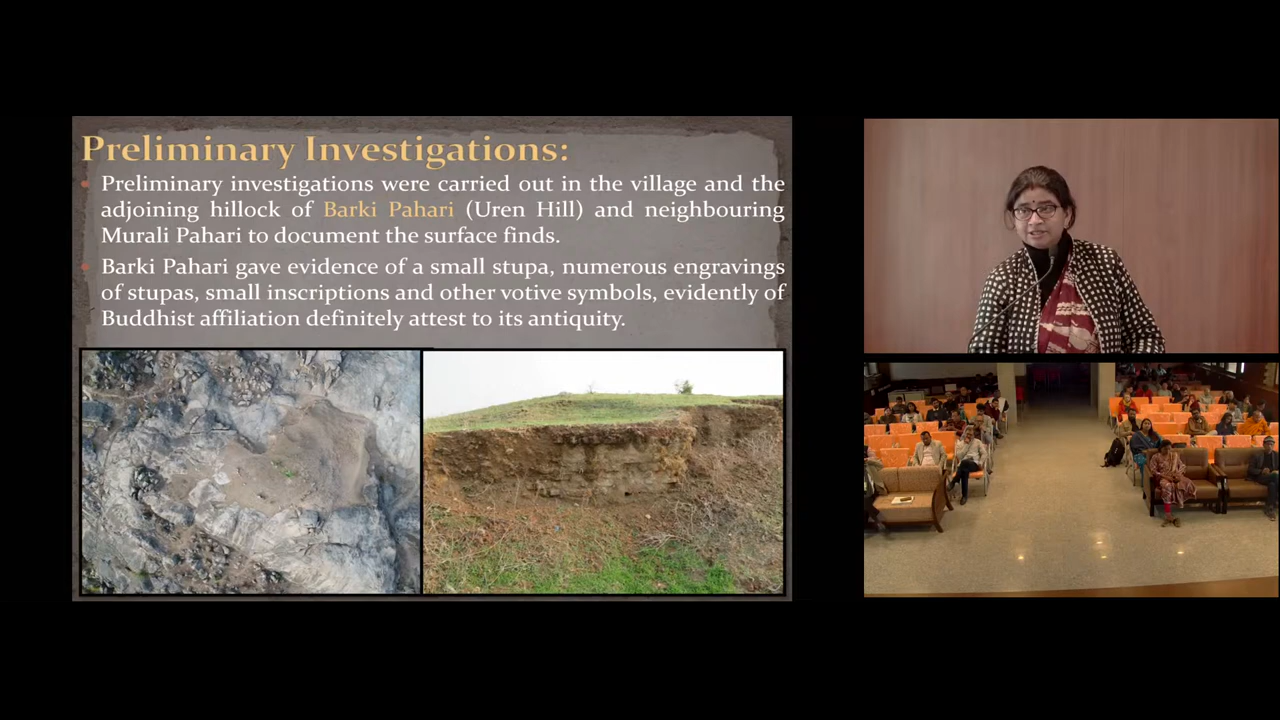 Preliminary Investigations:
Preliminary investigations were carried out in the village and the
adjoining hillock of Barki Pahari (Uren Hill) and neighbouring
Murali Pahari to document the surface finds.
Barki Pahari gave evidence of a small stupa, numerous engravings
of stupas, small inscriptions and other votive symbols, evidently of
Buddhist affiliation definitely attest to its antiquity.